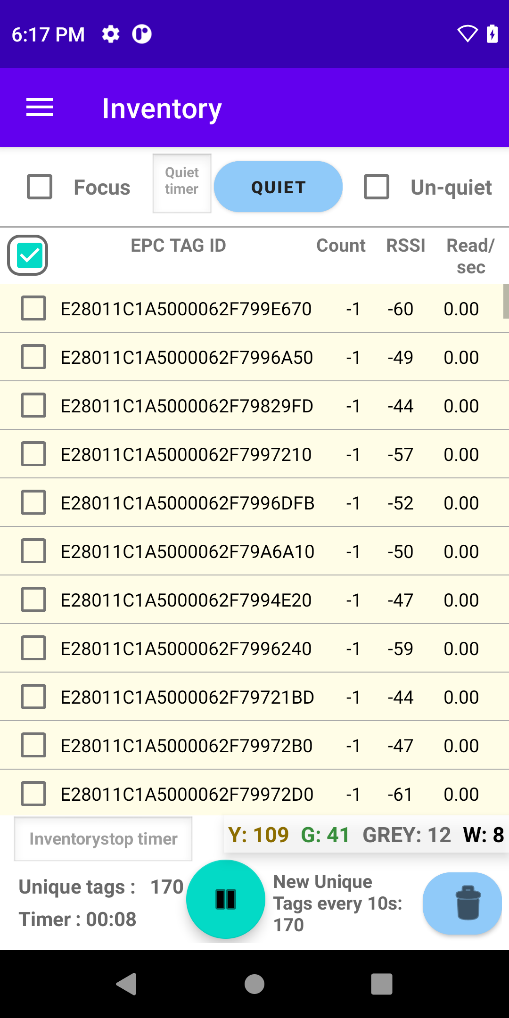 6:17 PM
Inventory
Focus
Quiet
timer
QUIET
Un-quiet
EPC TAG ID Count RSSI Read/
sec
E28011C1A5000062F799E670 -1 -60 0.00
E28011C1A5000062F7996A50 -1 -49 0.00
E28011C1A5000062F79829FD -1 -44 0.00
E28011C1A5000062F7997210 -1 -57 0.00
E28011C1A5000062F7996DFB -1 -52 0.00
E28011C1A5000062F79A6A10 -1 -50 0.00
E28011C1A5000062F7994E20 -1 -47 0.00
E28011C1A5000062F7996240 -1 -59 0.00
E28011C1A5000062F79721BD -1 -44 0.00
E28011C1A5000062F79972B0 -1 -47 0.00
E28011C1A5000062F79972D0 -1 -61 0.00
Inventorystop timer
Y: 109 G: 41 GREY: 12 W: 8
Unique tags : 170
Timer : 00:08
New Unique
Tags every 10s:
170